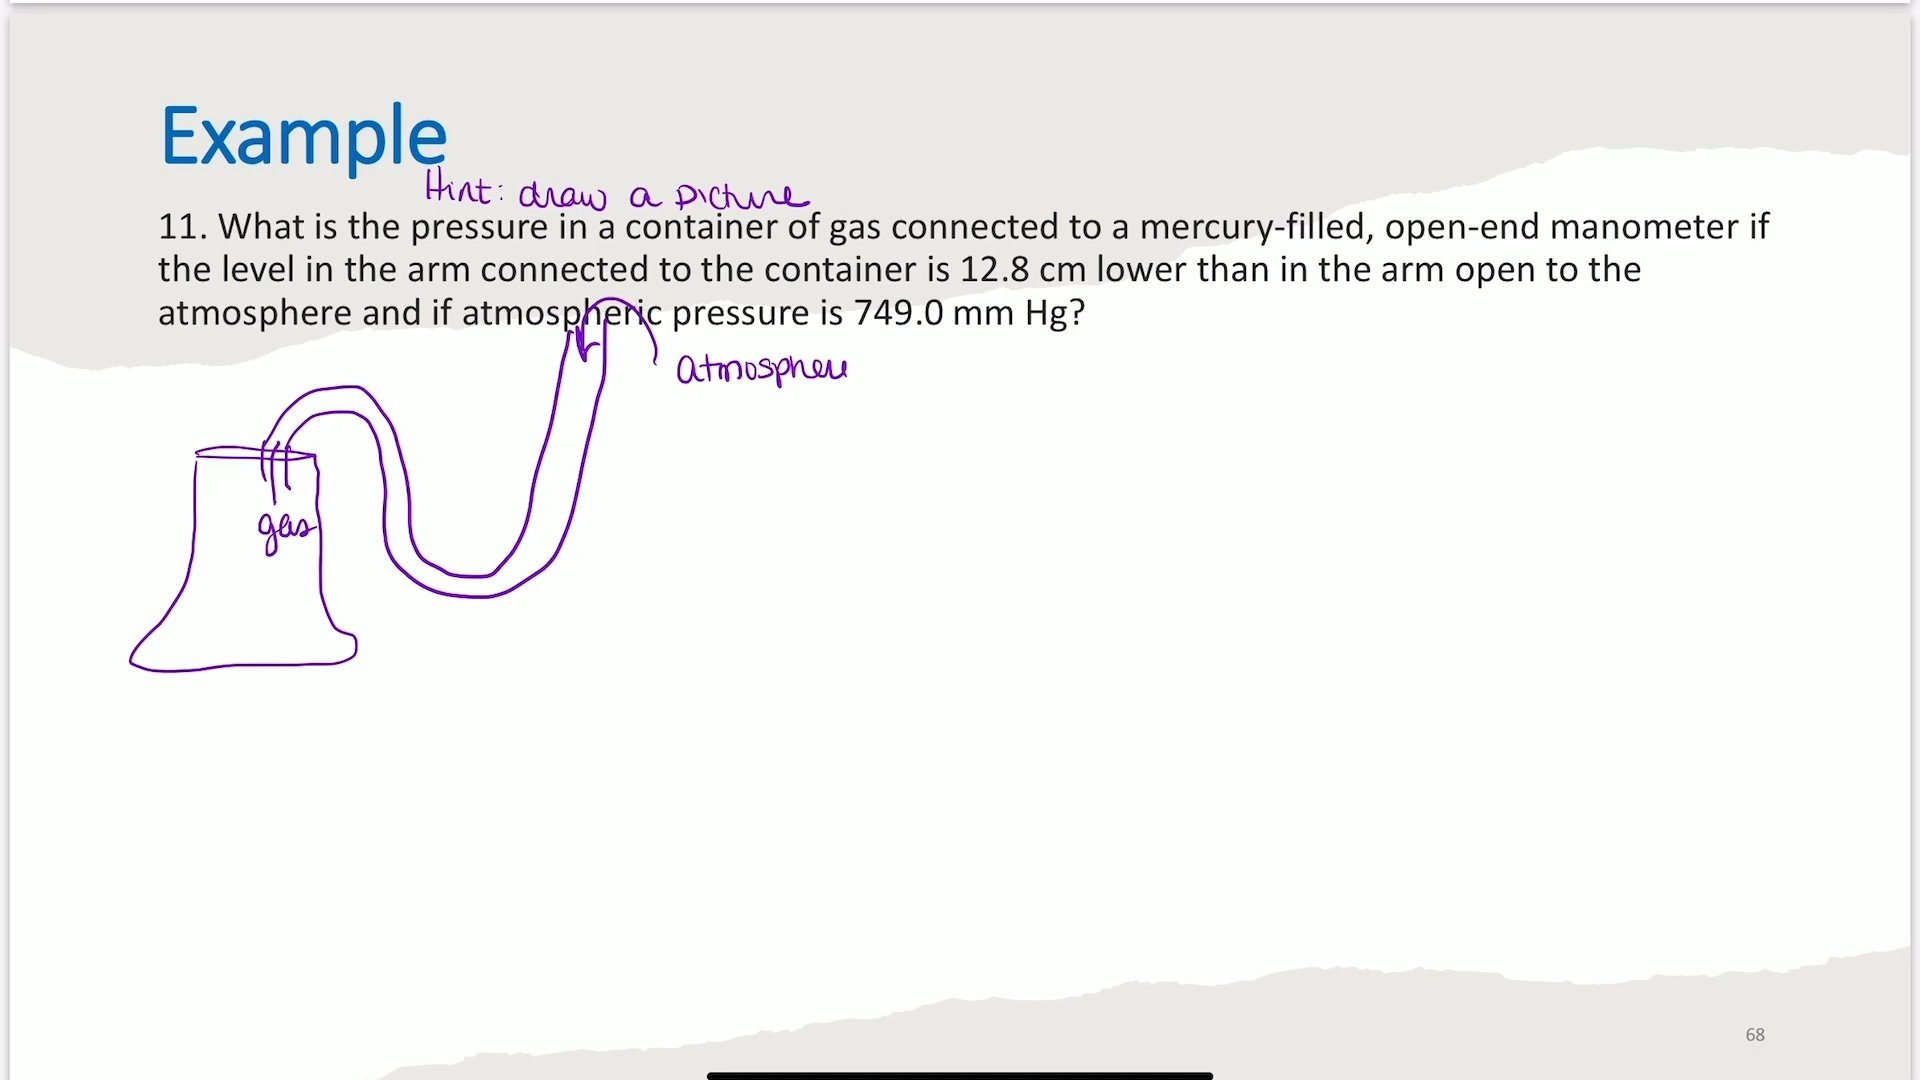 Example
Hint: draw a picture
11. What is the pressure in a container of gas connected to a mercury-filled, open-end manometer if
the level in the arm connected to the container is 12.8 cm lower than in the arm open to the
atmosphere and if atmospheric pressure is 749.0 mm Hg?
atmosphere
gas
68